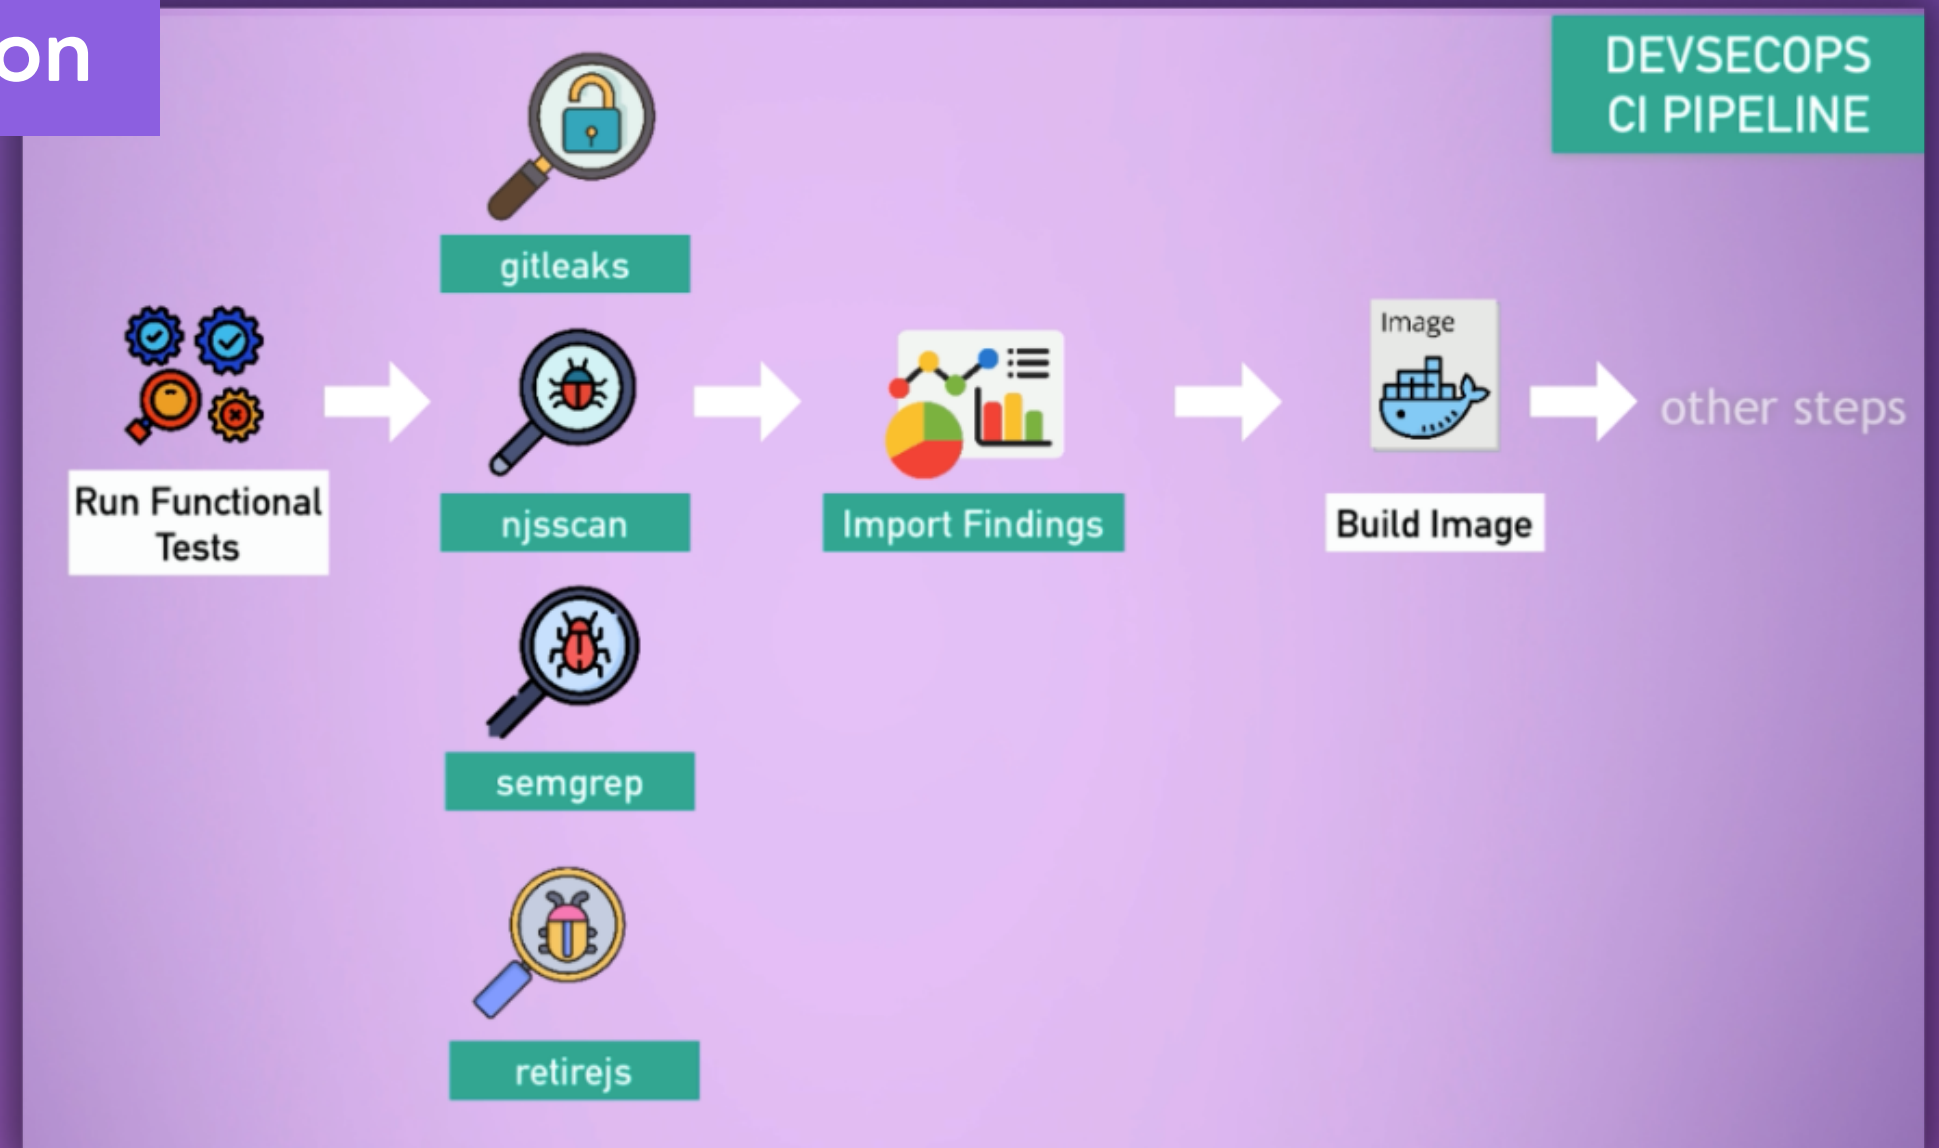 on
DEVSECOPS
CI PIPELINE
gitleaks
Run Functional
Tests
njsscan
Import Findings
Image
Build Image
other steps
semgrep
retirejs